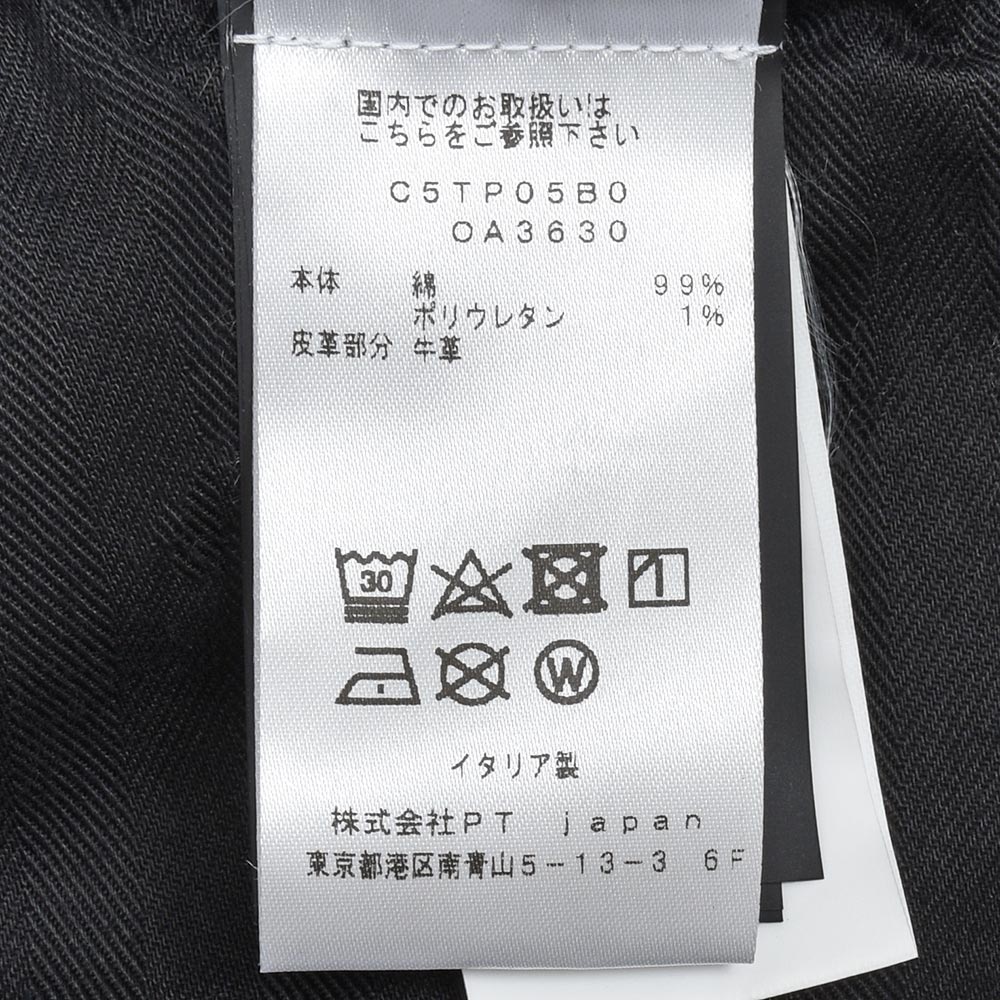 国内でのお取扱いは
こちらをご参照下さい
C5TP05B0
0A3630
本体 綿 99%
ポリウレタン 1%
皮革部分 牛革
30
W
イタリア製
株式会社PT japan
東京都港区南青山5-13-3 6F